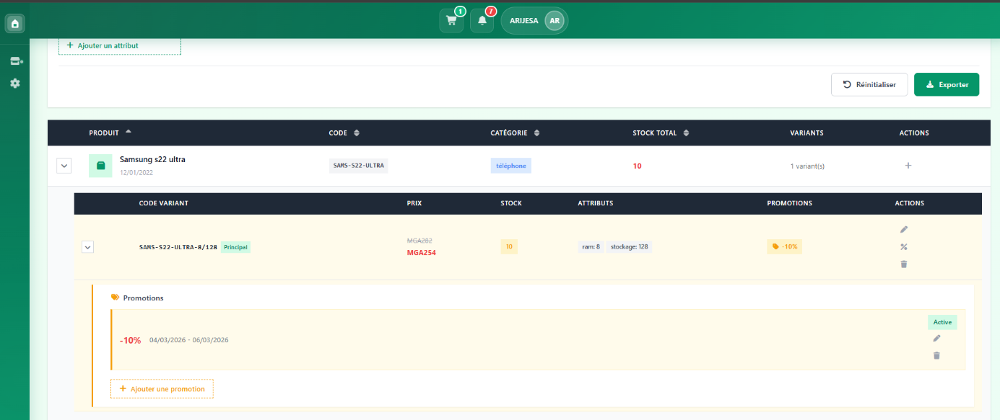 1
7
ARIJESA AR
+ Ajouter un attribut
Réinitialiser Exporter
PRODUIT CODE CATÉGORIE STOCK TOTAL VARIANTS ACTIONS
Samsung s22 ultra
12/01/2022
SAMS-S22-ULTRA téléphone 10 1 variant(s) +
CODE VARIANT PRIX STOCK ATTRIBUTS PROMOTIONS ACTIONS
SAMS-S22-ULTRA-8/128 Principal
MGA282
MGA254
10 ram: 8 stockage: 128 -10%
Promotions
Active
-10% 04/03/2026 - 06/03/2026
+ Ajouter une promotion